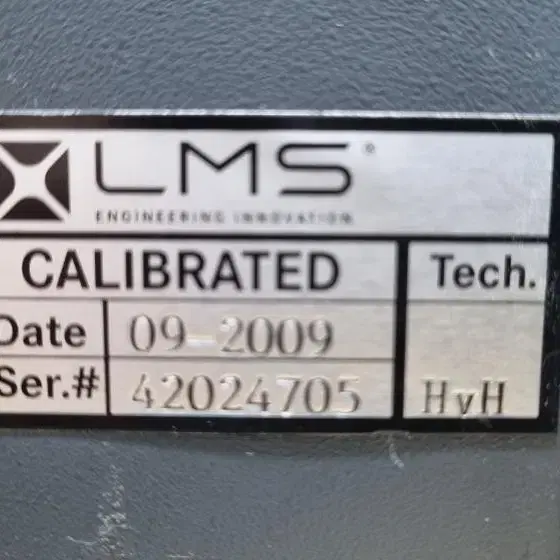 LMS®
ENGINEERING INNOVATION
CALIBRATED Tech.
Date 09-2009
Ser.# 42024705 HvH